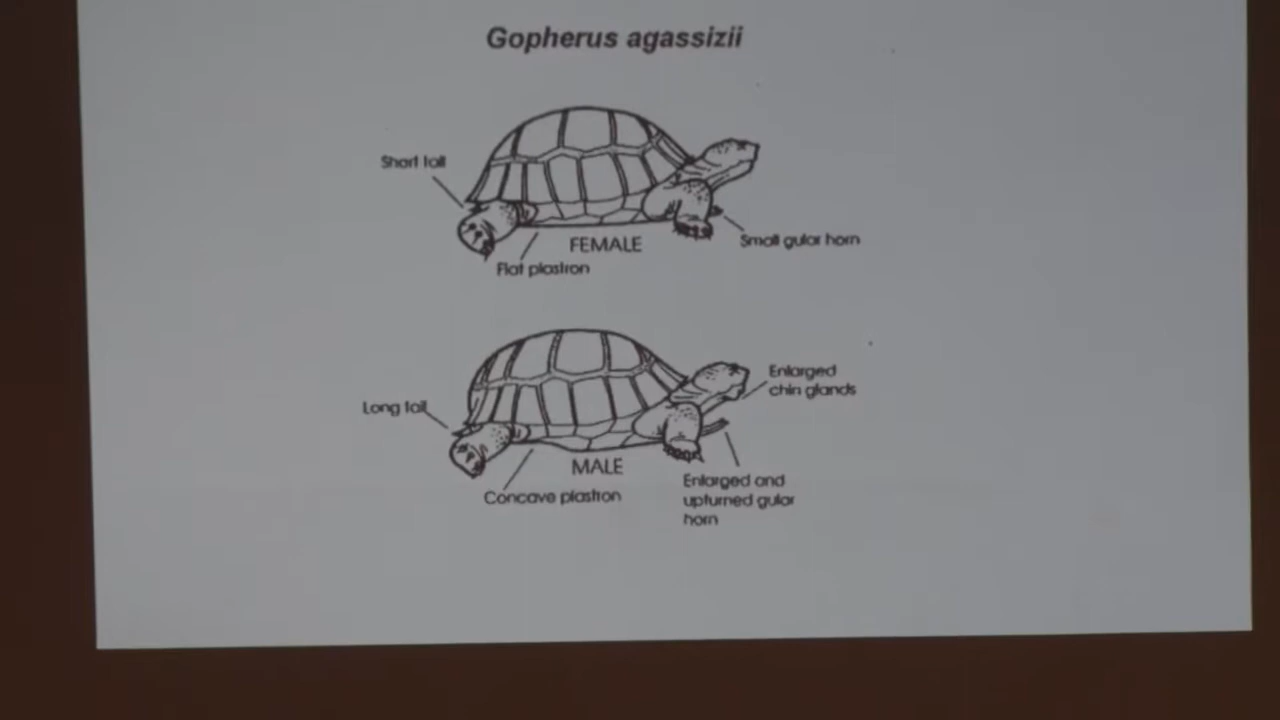 Gopherus agassizii
Short tail
Small gular horn
FEMALE
Flat plastron
Enlarged
chin glands
Long tail
MALE
Concave plastron
Enlarged and
upturned gular
horn